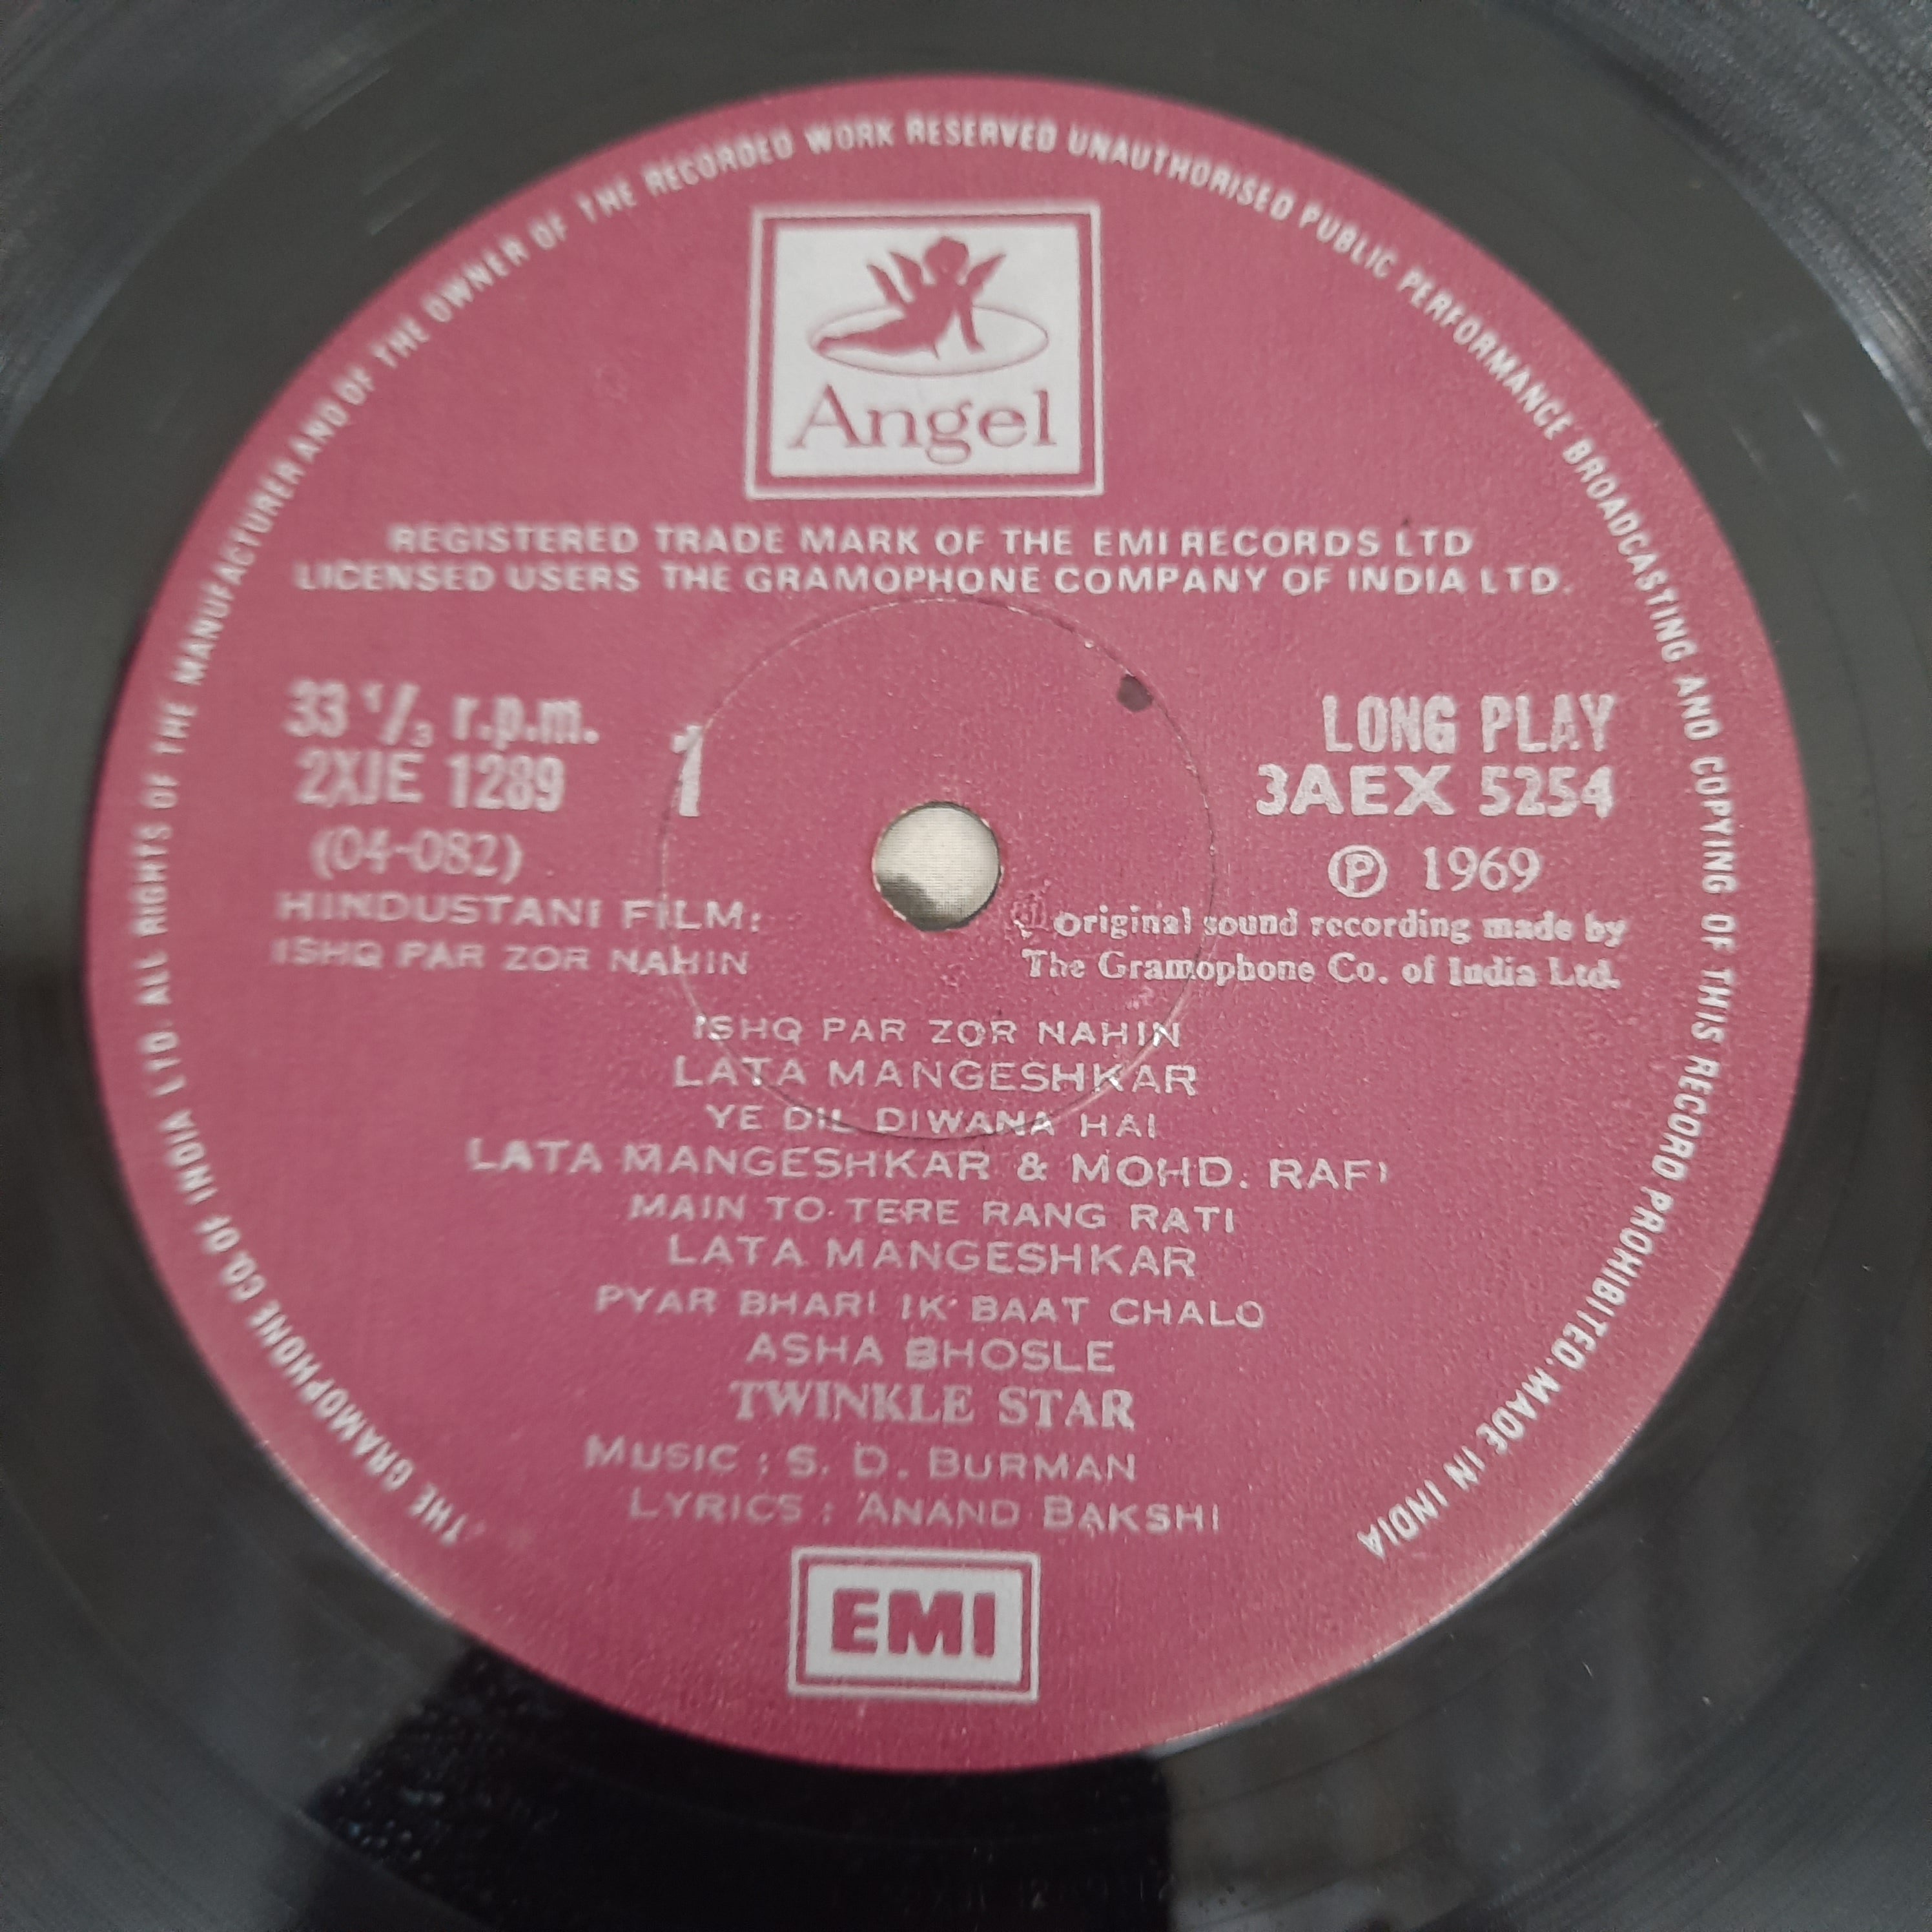 THE GRAMOPHONE CO. OF INDIA LTD. ALL RIGHTS OF THE MANUFACTURER AND OF THE OWNER OF THE RECORDED WORK RESERVED UNAUTHORISED PUBLIC PERFORMANCE BROADCASTING AND COPYING OF THIS RECORD PROHIBITED. MADE IN INDIA
Angel
REGISTERED TRADE MARK OF THE EMI RECORDS LTD
LICENSED USERS THE GRAMOPHONE COMPANY OF INDIA LTD.
33 1/3 r.p.m.
2XJE 1289
1
(04-082)
HINDUSTANI FILM:
ISHQ PAR ZOR NAHIN
LONG PLAY
3AEX 5254
Ⓟ 1969
Original sound recording made by
The Gramophone Co. of India Ltd.
ISHQ PAR ZOR NAHIN
LATA MANGESHKAR
YE DIL DIWANA HAI
LATA MANGESHKAR & MOHD. RAFI
MAIN TO TERE RANG RATI
LATA MANGESHKAR
PYAR BHARI IK BAAT CHALO
ASHA BHOSLE
TWINKLE STAR
MUSIC : S. D. BURMAN
LYRICS : ANAND BAKSHI
EMI